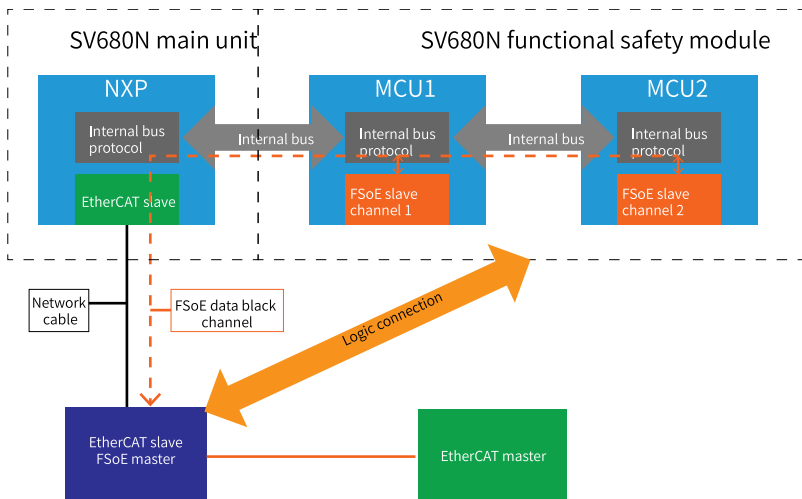 SV680N main unit
SV680N functional safety module
NXP
MCU1
MCU2
Internal bus
protocol
Internal bus
Internal bus
protocol
Internal bus
Internal bus
protocol
EtherCAT slave
FSoE slave
channel 1
FSoE slave
channel 2
Network
cable
FSoE data black
channel
Logic connection
EtherCAT slave
FSoE master
EtherCAT master